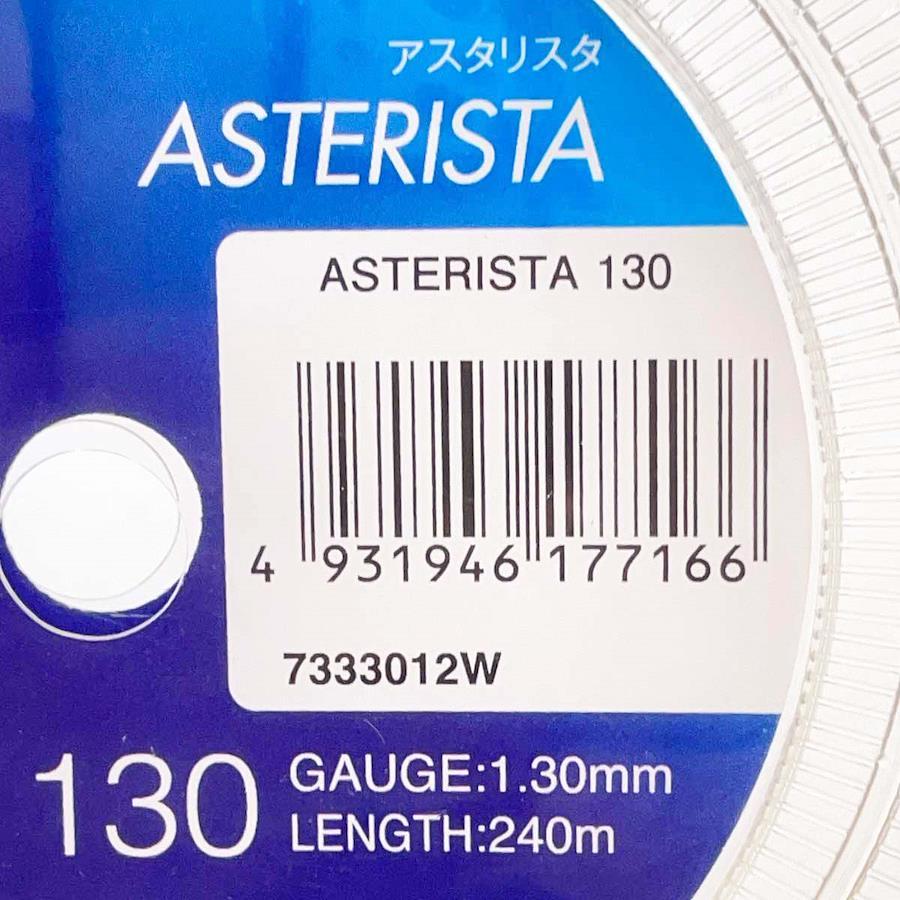 アスタリスタ
ASTERISTA
ASTERISTA 130
4 931946 177166
7333012W
130
GAUGE:1.30mm
LENGTH:240m